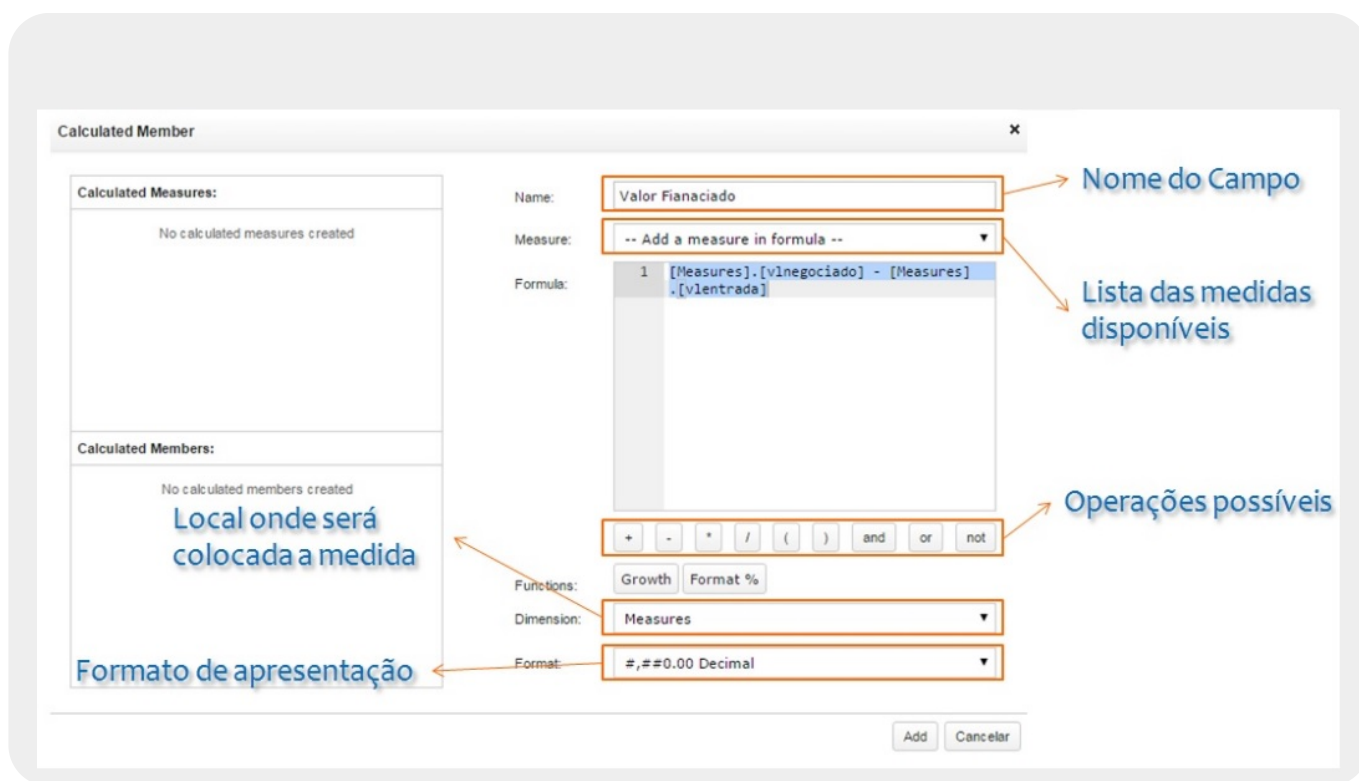 Calculated Member ×
Calculated Measures:
No calculated measures created
Calculated Members:
No calculated members created
Local onde será
colocada a medida
Formato de apresentação
Name: Valor Fianaciado
Measure: -- Add a measure in formula --
Formula: 1 [Measures].[vlnegociado] - [Measures]
.[vlentrada]
+ - * / ( ) and or not
Functions: Growth Format %
Dimension: Measures
Format: #,##0.00 Decimal
Add Cancelar
Nome do Campo
Lista das medidas
disponíveis
Operações possíveis